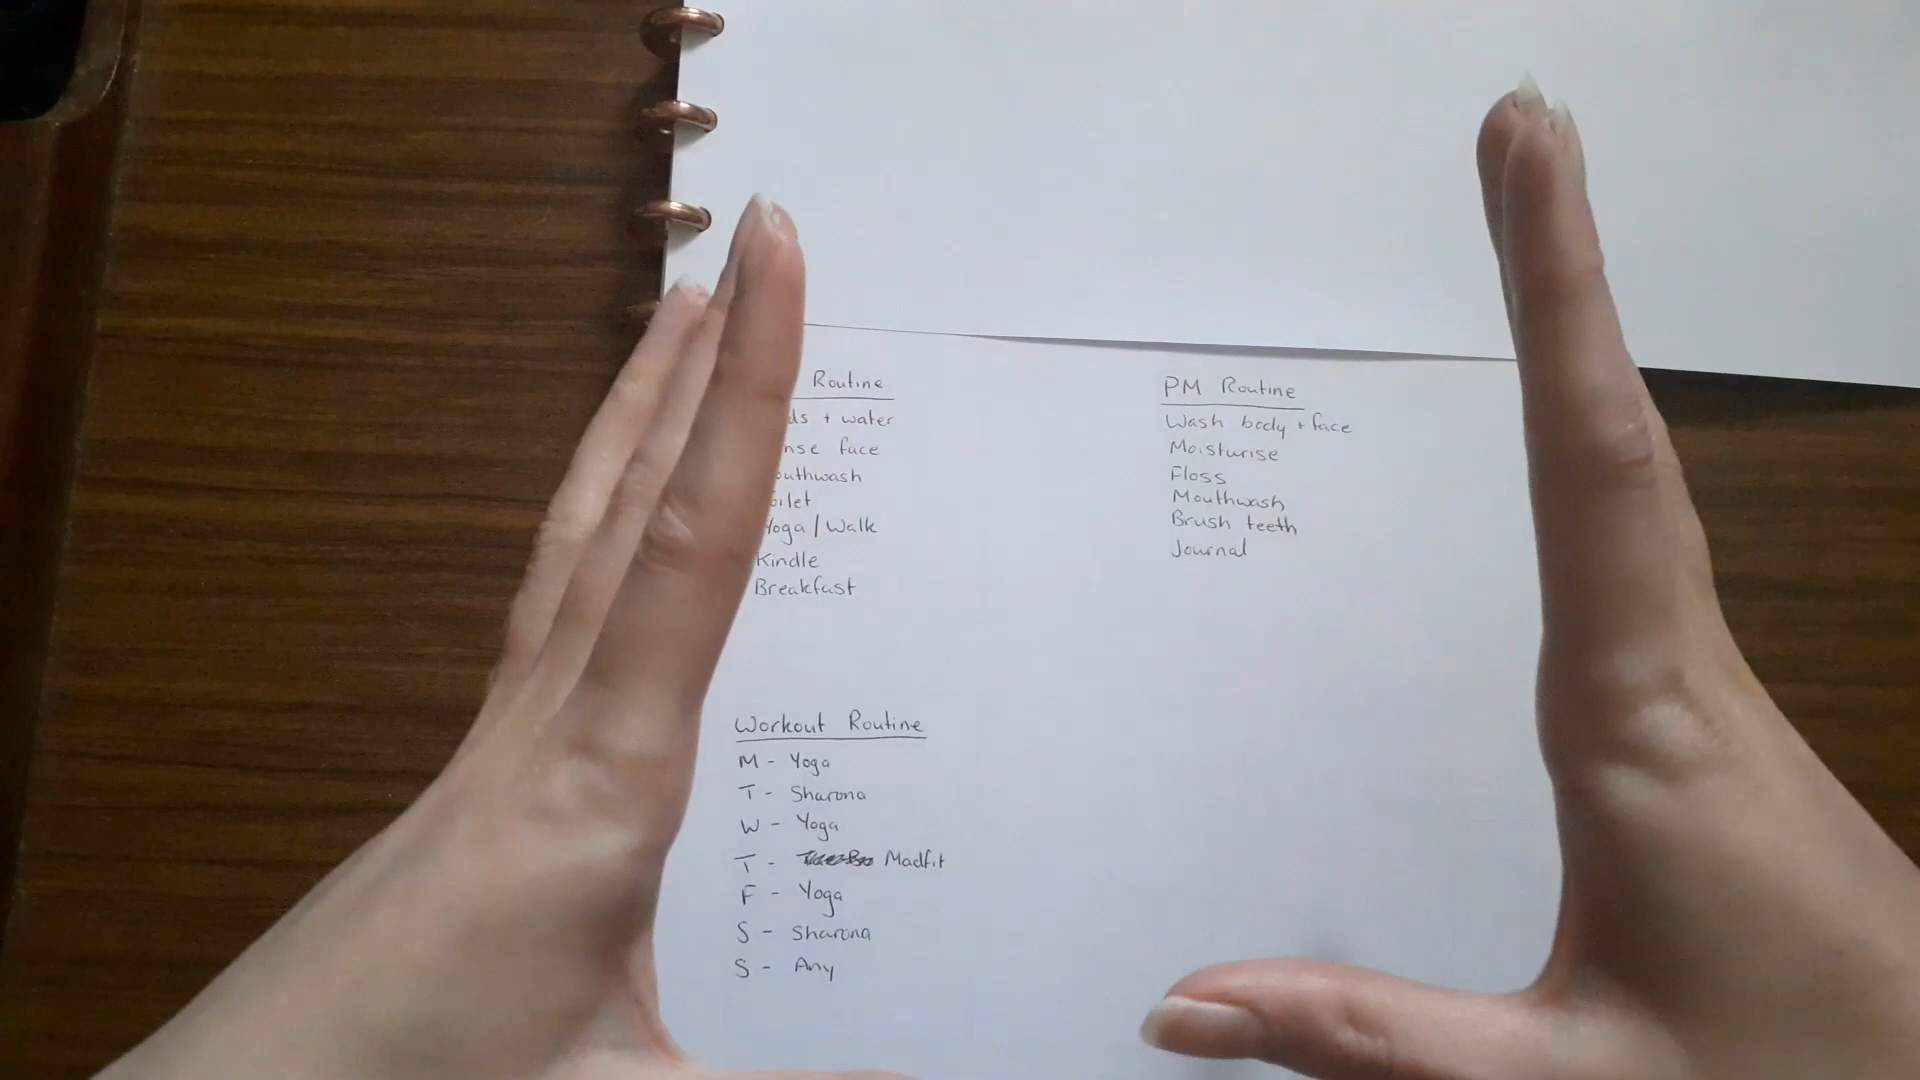 Routine
+ water
face
Yoga / Walk
Kindle
Breakfast
PM Routine
Wash body + face
Moisturise
Floss
Mouthwash
Brush teeth
Journal
Workout Routine
M - Yoga
T - Sharona
W - Yoga
T - Madfit
F - Yoga
S - Sharona
S - Any